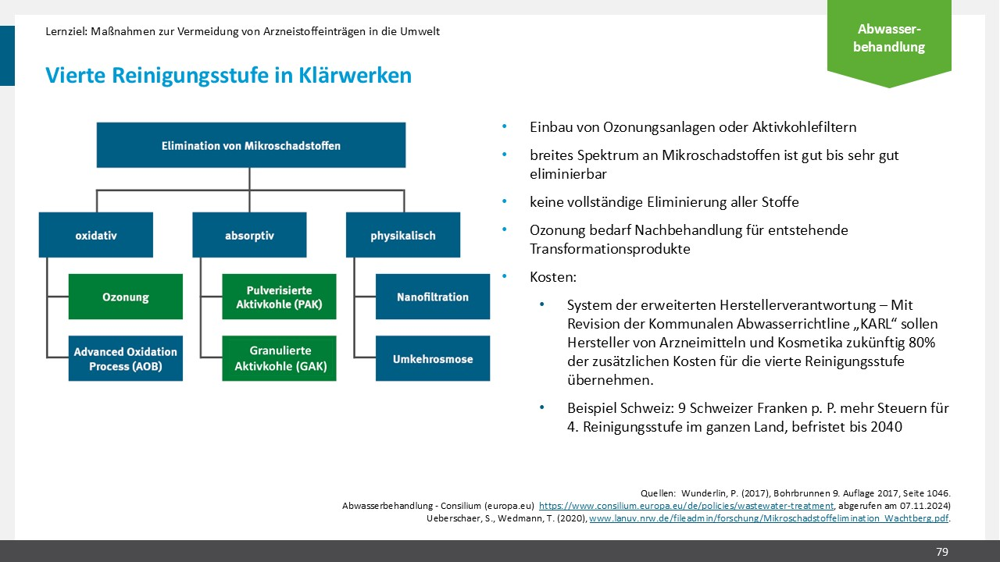 Lernziel: Maßnahmen zur Vermeidung von Arzneistoffeinträgen in die Umwelt
Abwasser-
behandlung
Vierte Reinigungsstufe in Klärwerken
Elimination von Mikroschadstoffen
oxidativ
absorptiv
physikalisch
Ozonung
Pulverisierte
Aktivkohle (PAK)
Nanofiltration
Advanced Oxidation
Process (AOB)
Granulierte
Aktivkohle (GAK)
Umkehrosmose
• Einbau von Ozonungsanlagen oder Aktivkohlefiltern
• breites Spektrum an Mikroschadstoffen ist gut bis sehr gut
eliminierbar
• keine vollständige Eliminierung aller Stoffe
• Ozonung bedarf Nachbehandlung für entstehende
Transformationsprodukte
• Kosten:
• System der erweiterten Herstellerverantwortung – Mit
Revision der Kommunalen Abwasserrichtline „KARL“ sollen
Hersteller von Arzneimitteln und Kosmetika zukünftig 80%
der zusätzlichen Kosten für die vierte Reinigungsstufe
übernehmen.
• Beispiel Schweiz: 9 Schweizer Franken p. P. mehr Steuern für
4. Reinigungsstufe im ganzen Land, befristet bis 2040
Quellen: Wunderlin, P. (2017), Bohrbrunnen 9. Auflage 2017, Seite 1046.
Abwasserbehandlung - Consilium (europa.eu) https://www.consilium.europa.eu/de/policies/wastewater-treatment, abgerufen am 07.11.2024)
Ueberschaer, S., Wedmann, T. (2020), www.lanuv.nrw.de/fileadmin/forschung/Mikroschadstoffelimination_Wachtberg.pdf.
79